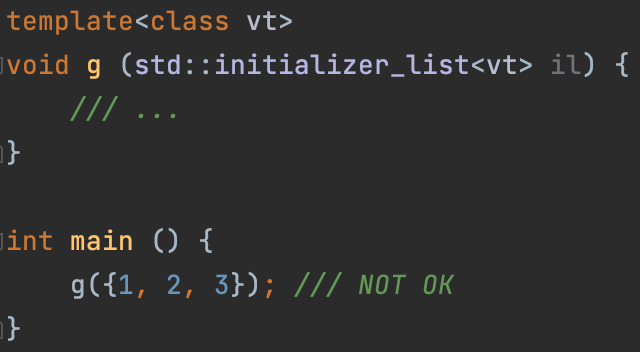 template<class vt>
void g (std::initializer_list<vt> il) {
/// ...
}
int main () {
g({1, 2, 3}); /// NOT OK
}